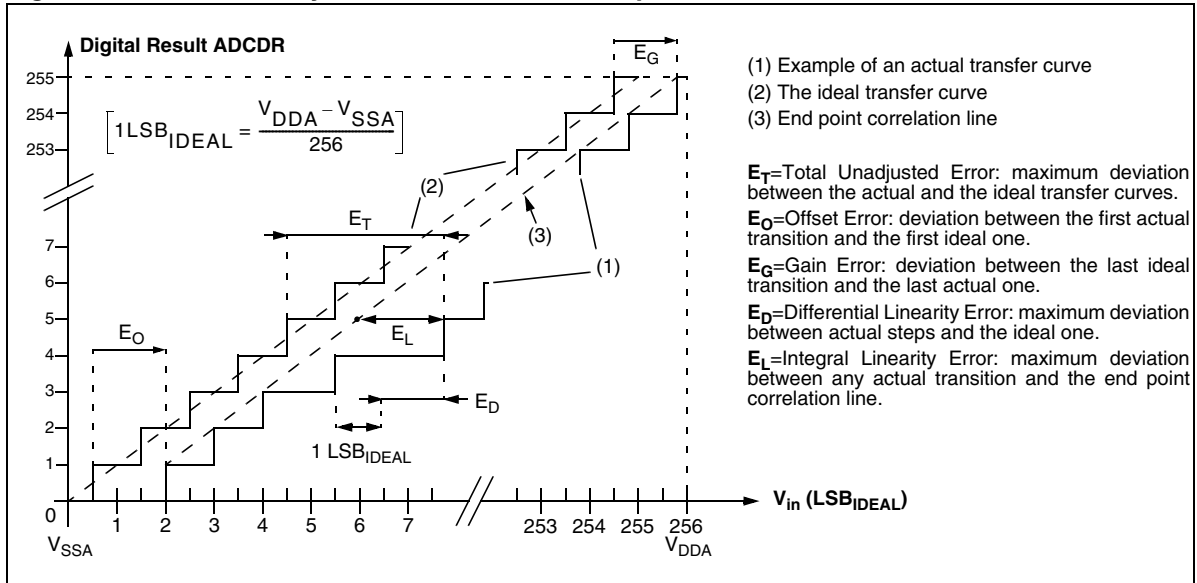 Digital Result ADCDR
E_G
255
254
253
[1LSB_IDEAL = (V_DDA – V_SSA) / 256]
(2)
E_T
(3)
(1)
7
6
5
4
3
2
1
0
E_O
E_L
E_D
1 LSB_IDEAL
1 2 3 4 5 6 7 253 254 255 256
V_in (LSB_IDEAL)
V_SSA
V_DDA
(1) Example of an actual transfer curve
(2) The ideal transfer curve
(3) End point correlation line
E_T=Total Unadjusted Error: maximum deviation
between the actual and the ideal transfer curves.
E_O=Offset Error: deviation between the first actual
transition and the first ideal one.
E_G=Gain Error: deviation between the last ideal
transition and the last actual one.
E_D=Differential Linearity Error: maximum deviation
between actual steps and the ideal one.
E_L=Integral Linearity Error: maximum deviation
between any actual transition and the end point
correlation line.